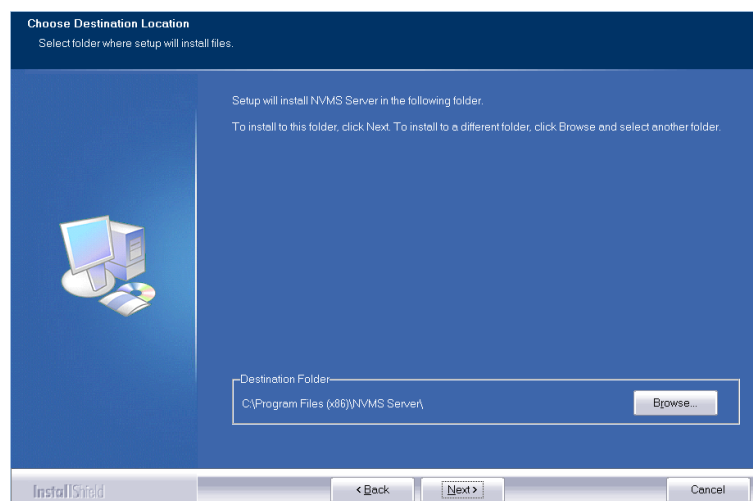 Choose Destination Location
Select folder where setup will install files.
Setup will install NVMS Server in the following folder.
To install to this folder, click Next. To install to a different folder, click Browse and select another folder.
Destination Folder
C:\Program Files (x86)\NVMS Server\
Browse...
InstallShield
< Back
Next >
Cancel